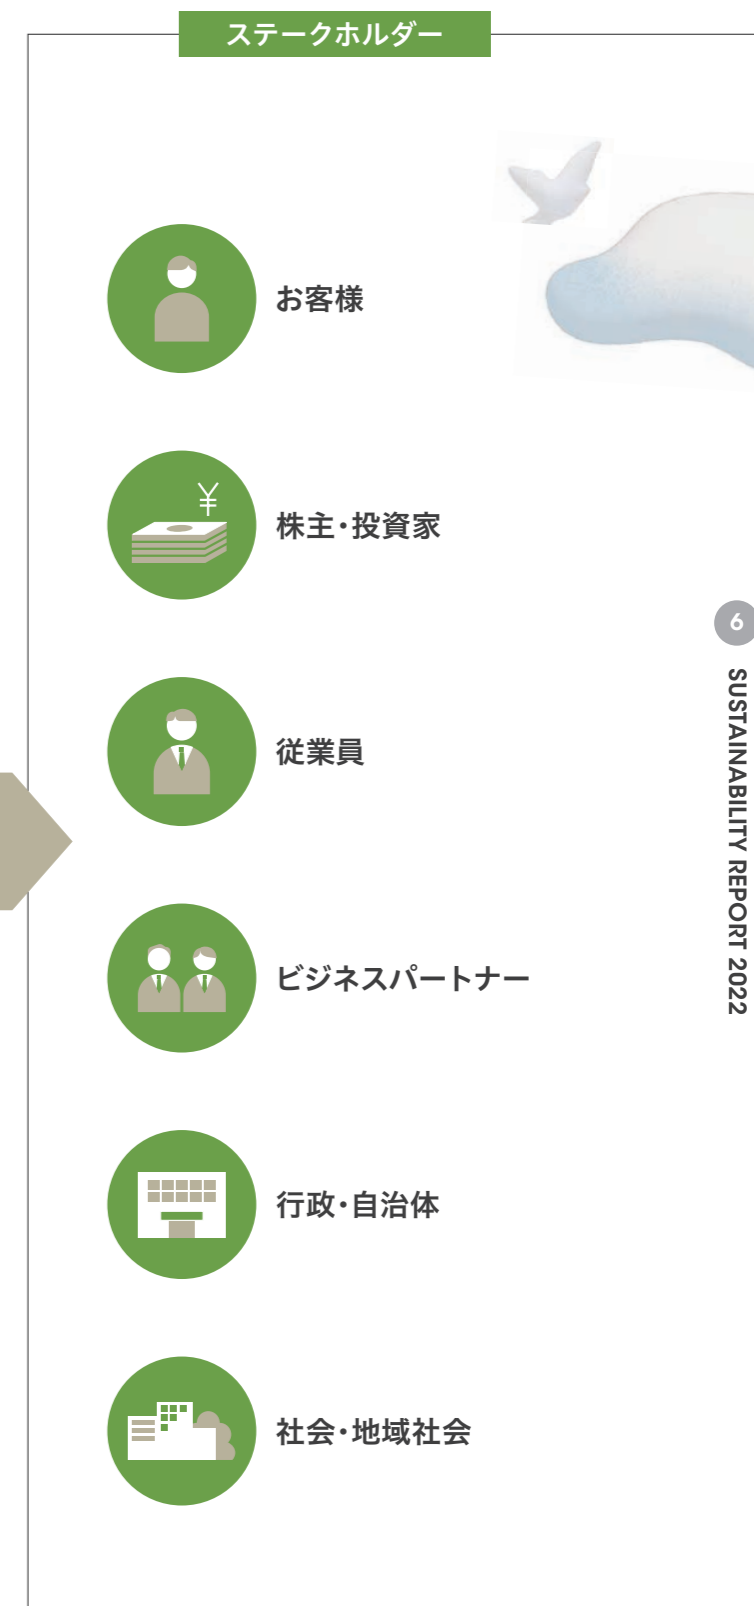 ステークホルダー
お客様
¥
株主・投資家
従業員
ビジネスパートナー
行政・自治体
社会・地域社会
6
SUSTAINABILITY REPORT 2022